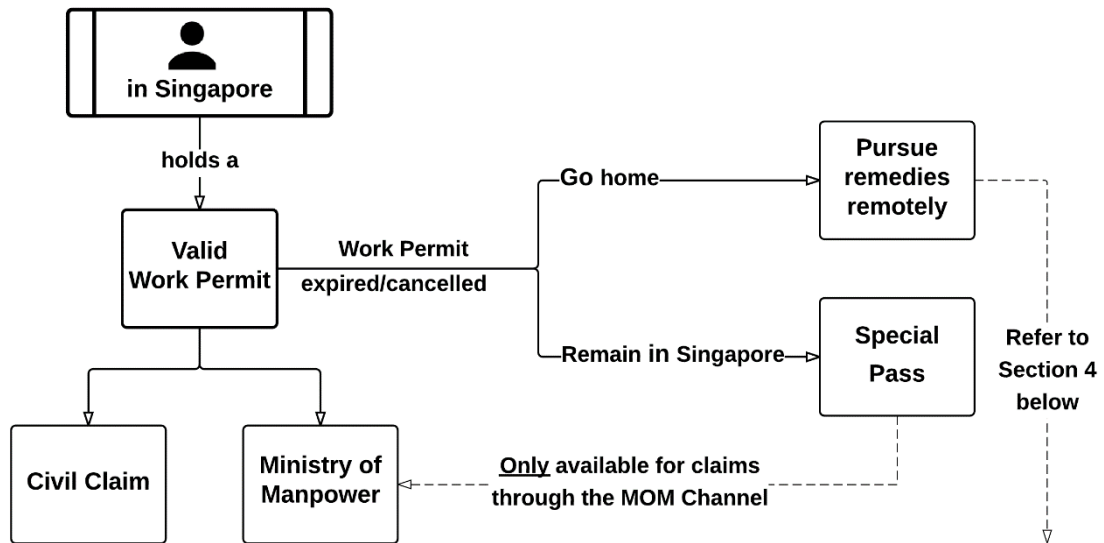 in Singapore
holds a
Valid
Work Permit
Work Permit
expired/cancelled
Go home
Pursue
remedies
remotely
Remain in Singapore
Special
Pass
Refer to
Section 4
below
Civil Claim
Ministry of
Manpower
Only available for claims
through the MOM Channel